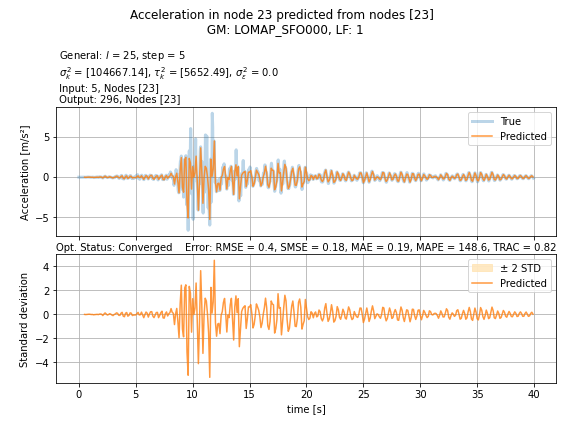 Acceleration in node 23 predicted from nodes [23]
GM: LOMAP_SFO000, LF: 1
General: l = 25, step = 5
σ²ₖ = [104667.14], τ²ₖ = [5652.49], σ²ε = 0.0
Input: 5, Nodes [23]
Output: 296, Nodes [23]
Acceleration [m/s²]
5
0
−5
True
Predicted
Opt. Status: Converged Error: RMSE = 0.4, SMSE = 0.18, MAE = 0.19, MAPE = 148.6, TRAC = 0.82
Standard deviation
4
2
0
−2
−4
± 2 STD
Predicted
0 5 10 15 20 25 30 35 40
time [s]